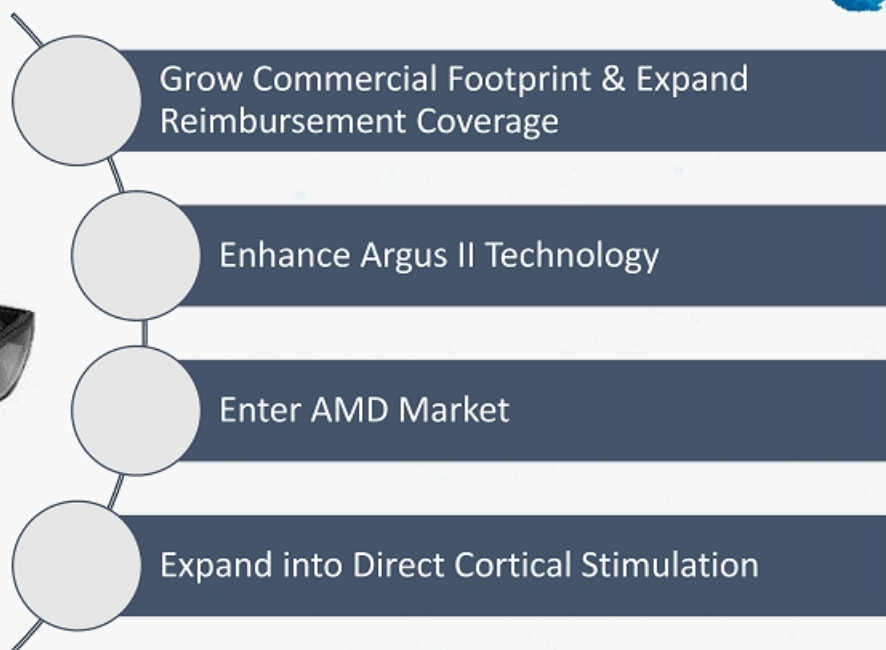 Grow Commercial Footprint & Expand
Reimbursement Coverage
Enhance Argus II Technology
Enter AMD Market
Expand into Direct Cortical Stimulation